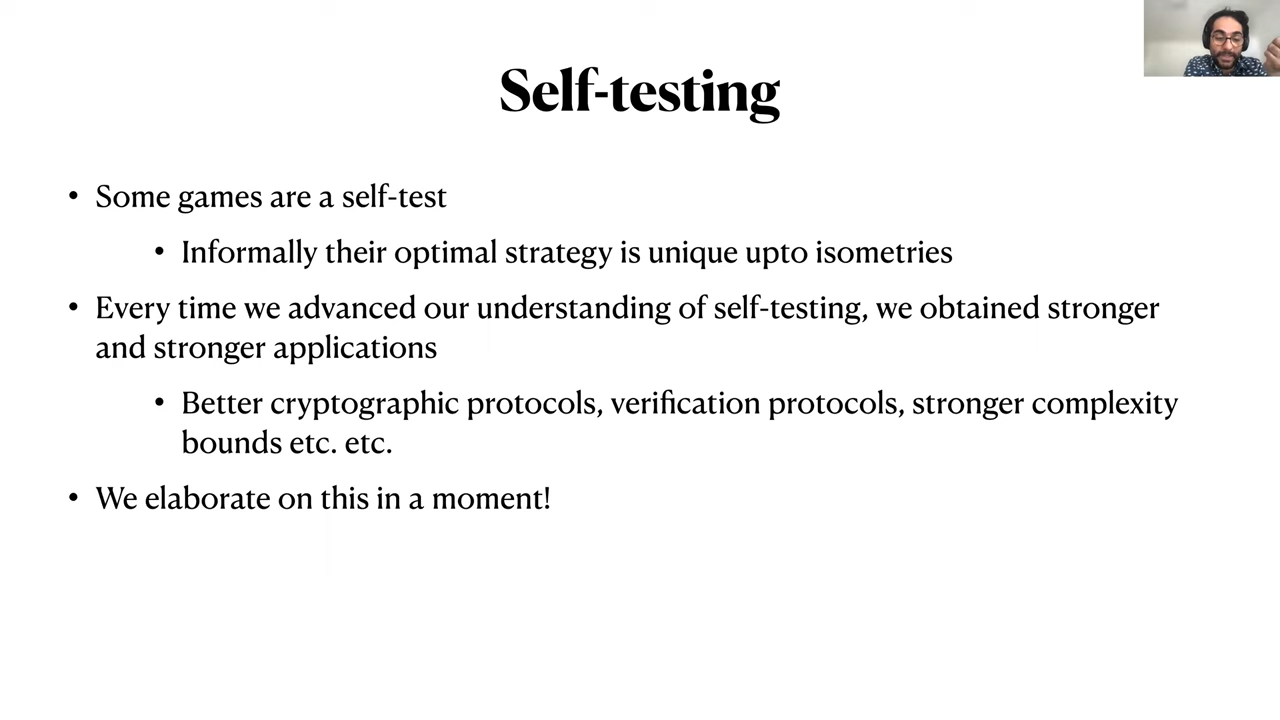 Self-testing
• Some games are a self-test
• Informally their optimal strategy is unique upto isometries
• Every time we advanced our understanding of self-testing, we obtained stronger
and stronger applications
• Better cryptographic protocols, verification protocols, stronger complexity
bounds etc. etc.
• We elaborate on this in a moment!